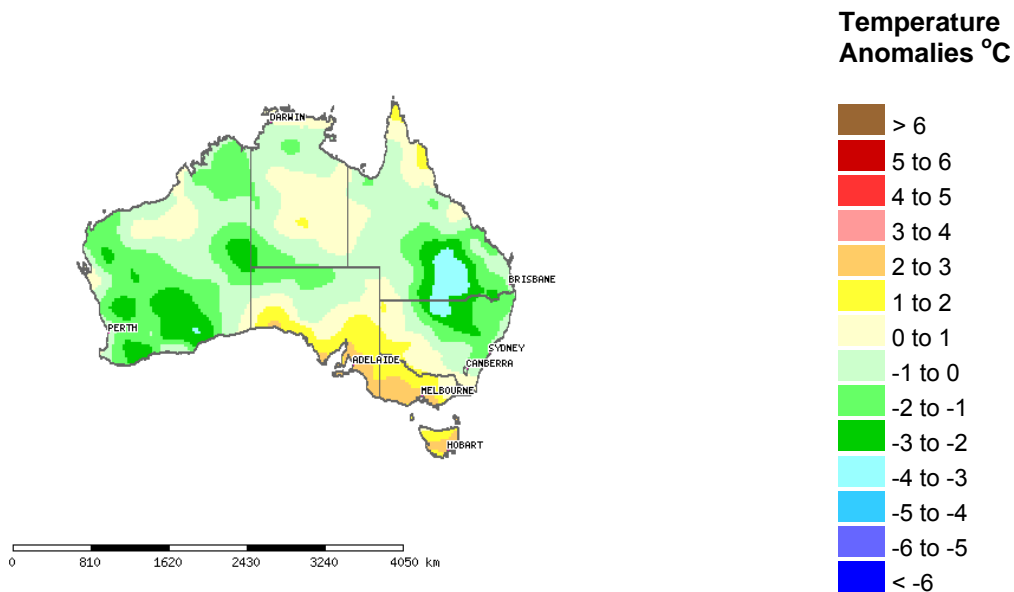 Temperature
Anomalies °C
DARWIN
BRISBANE
PERTH
SYDNEY
ADELAIDE
CANBERRA
MELBOURNE
HOBART
> 6
5 to 6
4 to 5
3 to 4
2 to 3
1 to 2
0 to 1
-1 to 0
-2 to -1
-3 to -2
-4 to -3
-5 to -4
-6 to -5
< -6
0 810 1620 2430 3240 4050 km